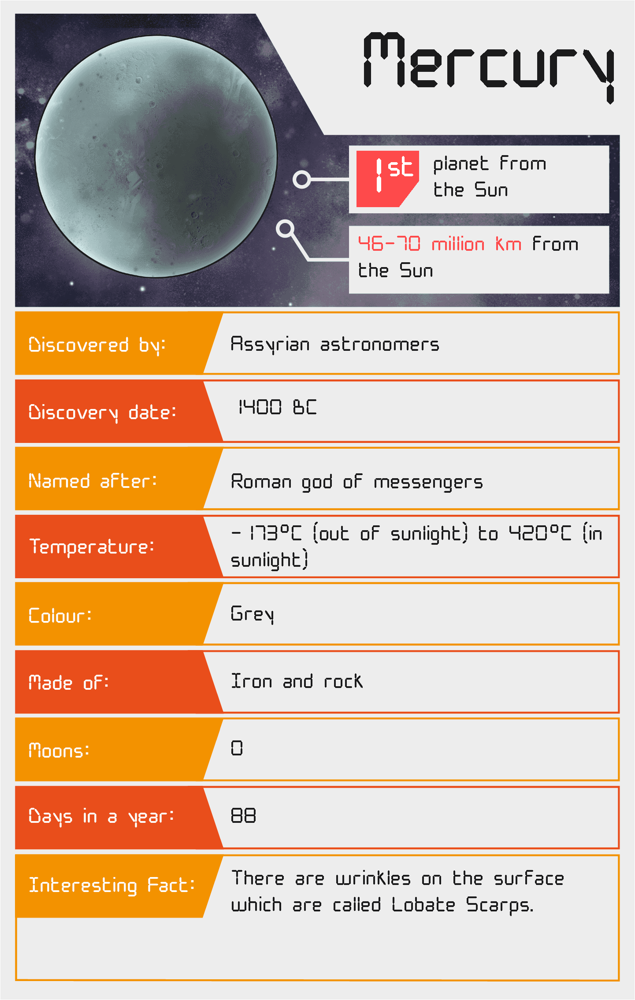 Mercury
1st planet from
the Sun
46-70 million km from
the Sun
Discovered by: Assyrian astronomers
Discovery date: 1400 BC
Named after: Roman god of messengers
Temperature: - 173°C (out of sunlight) to 420°C (in
sunlight)
Colour: Grey
Made of: Iron and rock
Moons: 0
Days in a year: 88
Interesting Fact: There are wrinkles on the surface
which are called Lobate Scarps.